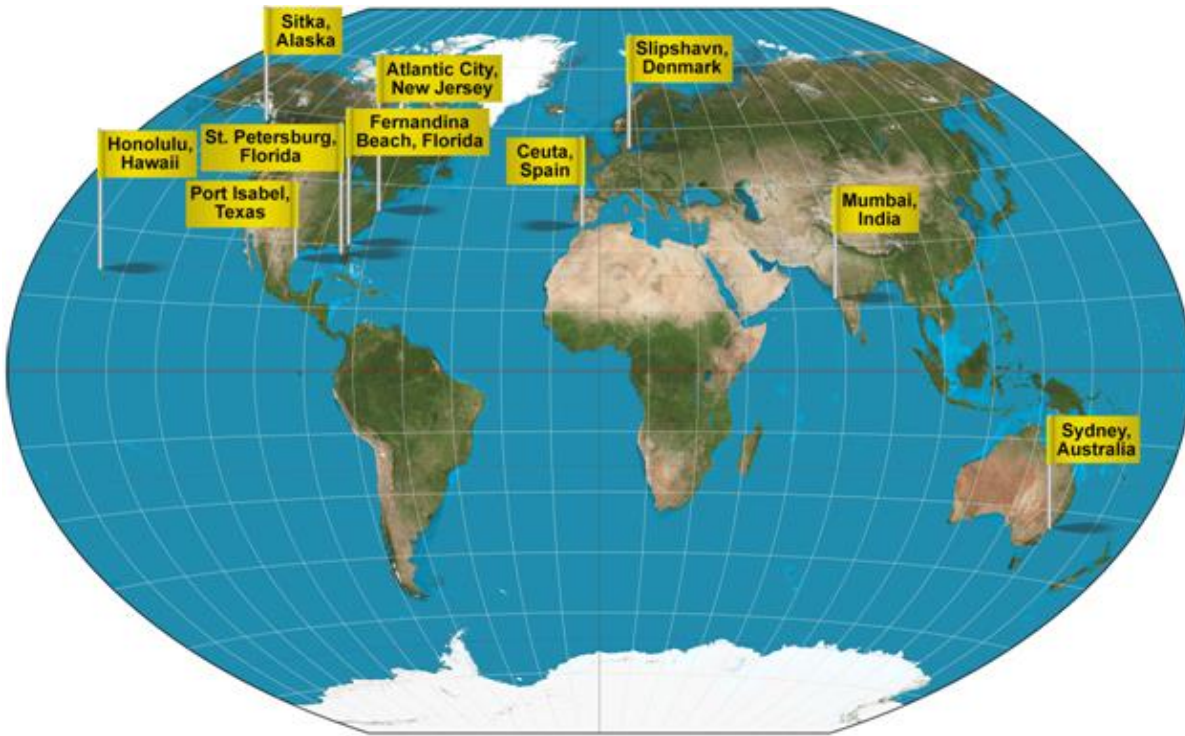 Sitka,
Alaska
Slipshavn,
Denmark
Atlantic City,
New Jersey
Honolulu,
Hawaii
St. Petersburg,
Florida
Fernandina
Beach, Florida
Ceuta,
Spain
Port Isabel,
Texas
Mumbai,
India
Sydney,
Australia